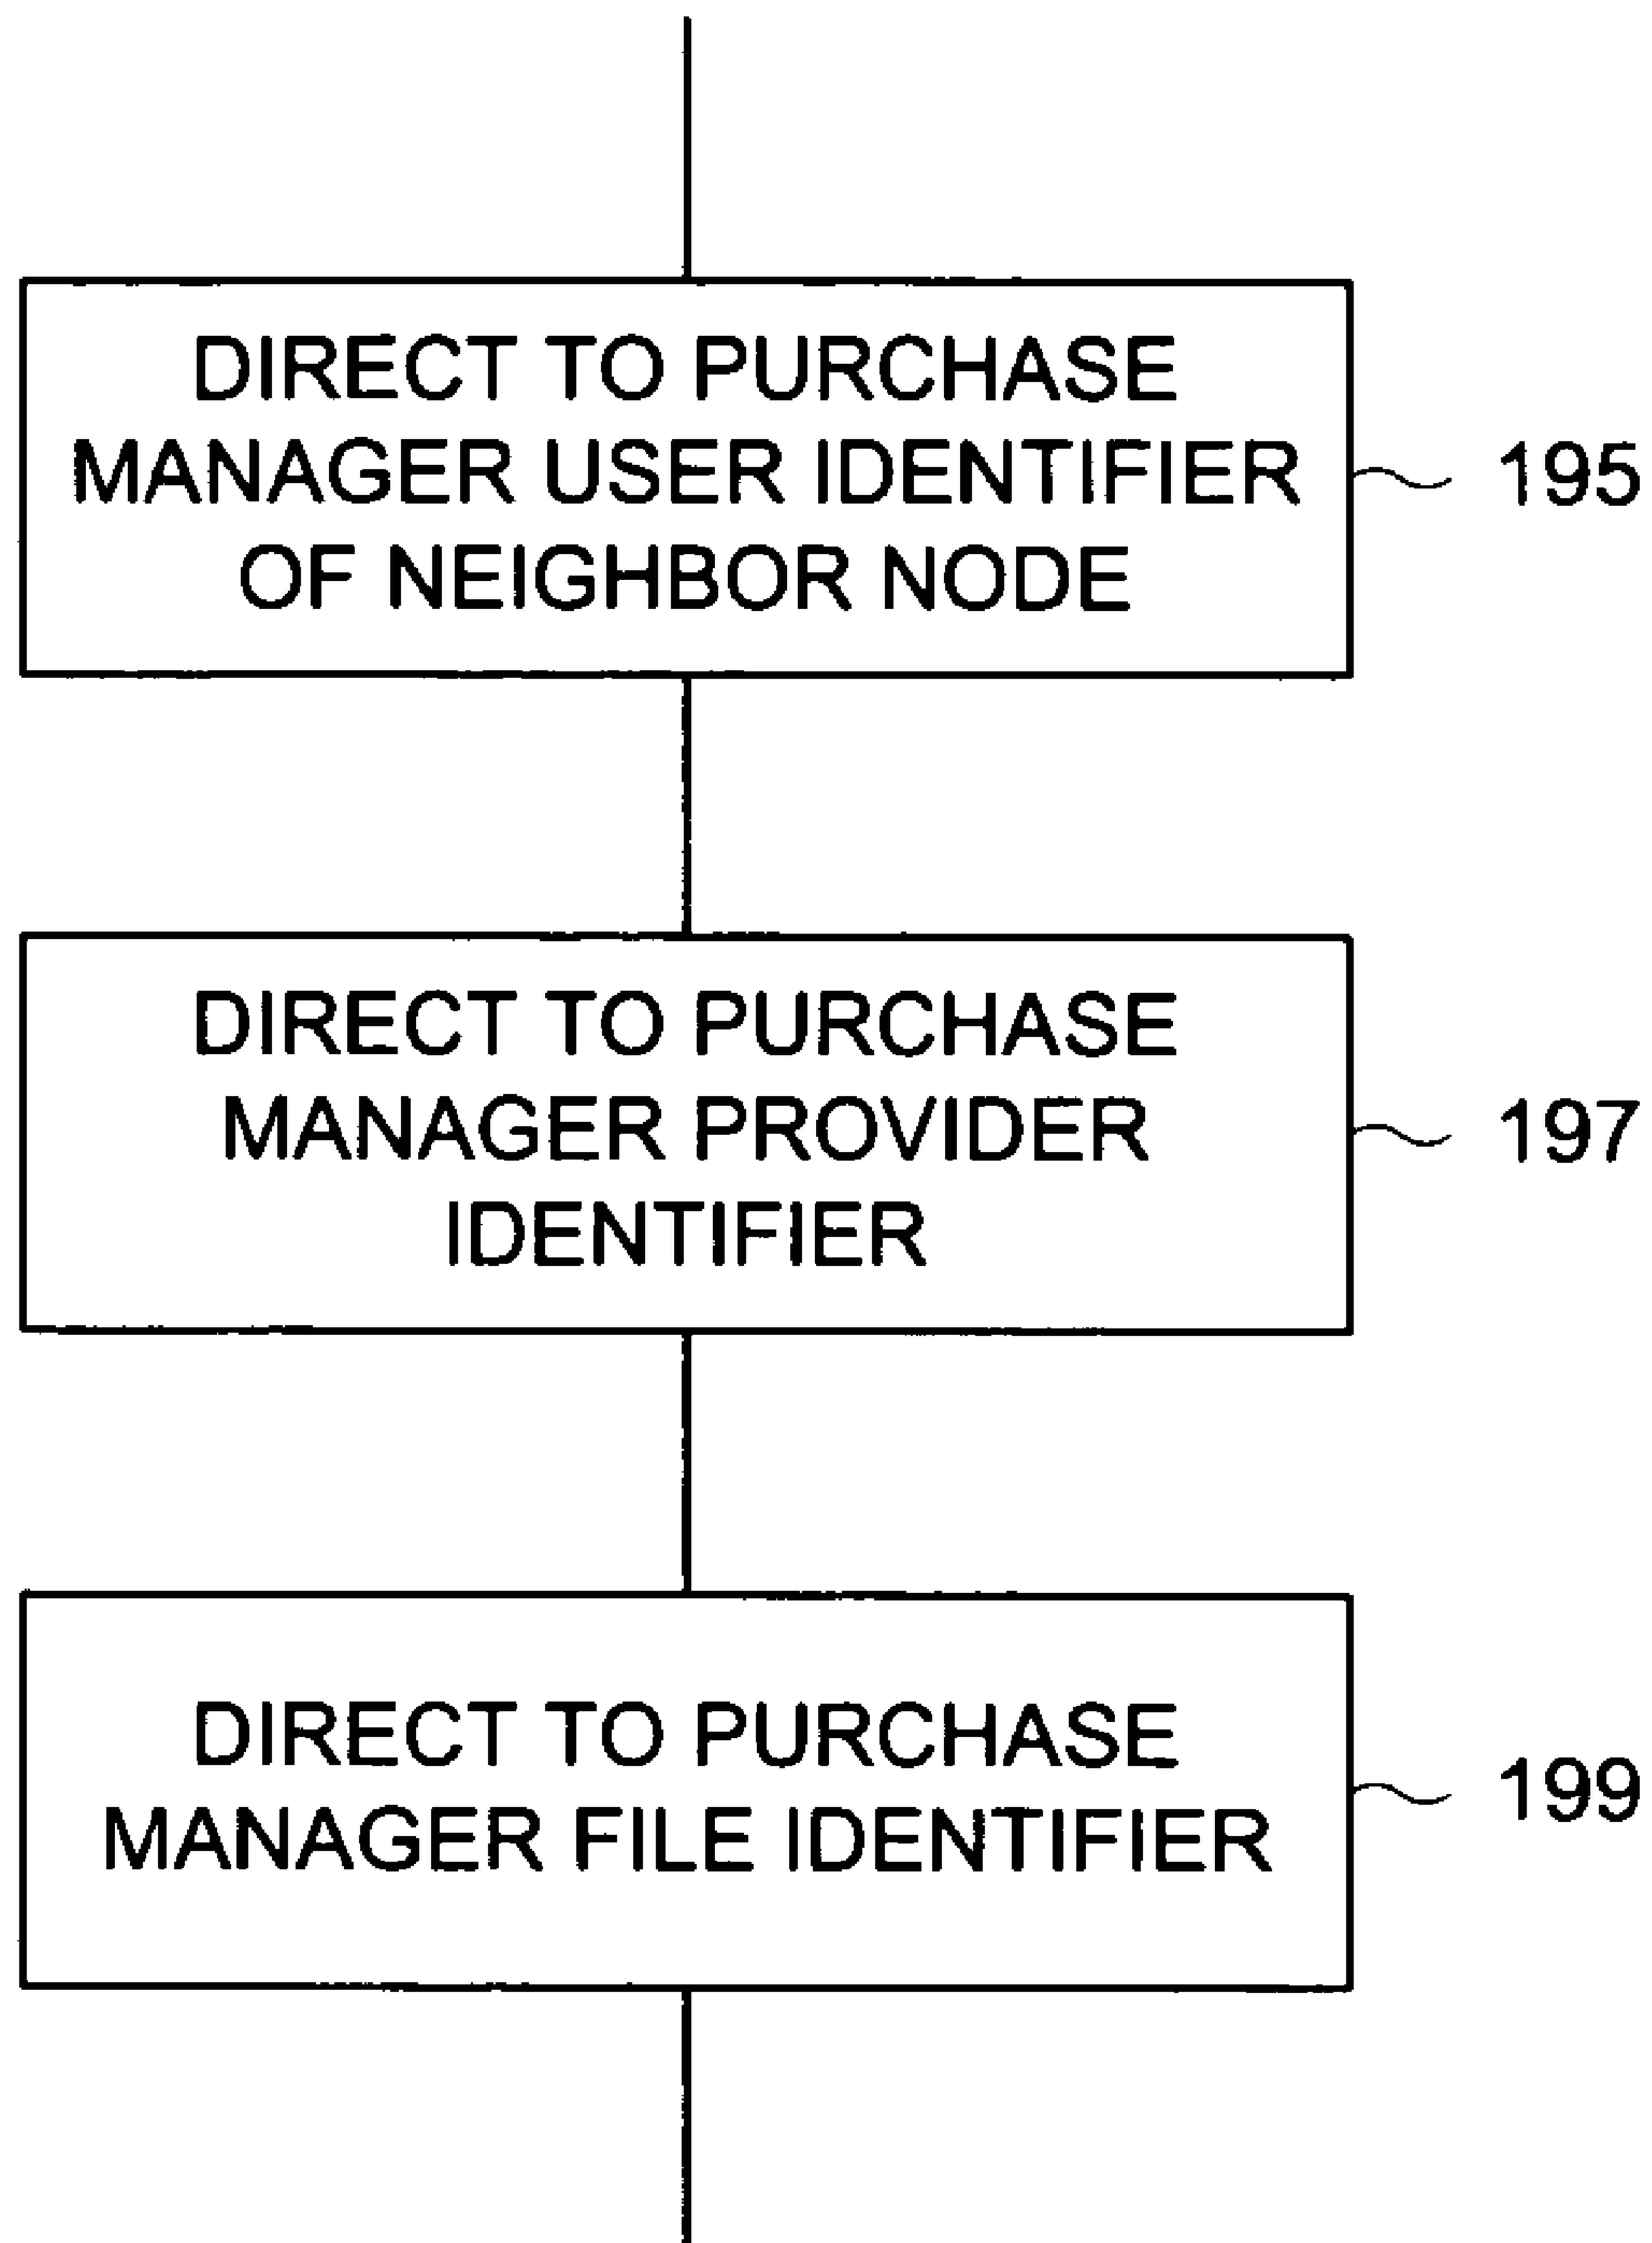 DIRECT TO PURCHASE
MANAGER USER IDENTIFIER
OF NEIGHBOR NODE
195
DIRECT TO PURCHASE
MANAGER PROVIDER
IDENTIFIER
197
DIRECT TO PURCHASE
MANAGER FILE IDENTIFIER
199